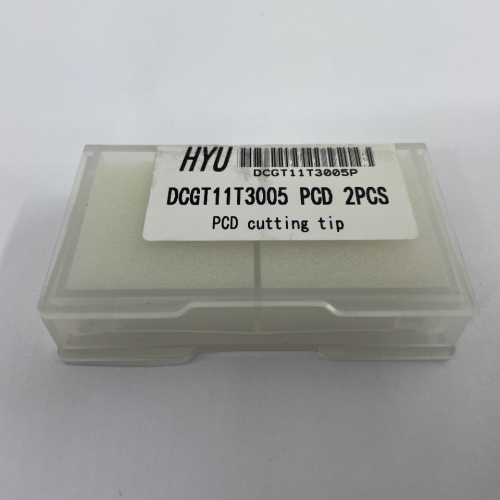 HYU
DCGT11T3005P
DCGT11T3005 PCD 2PCS
PCD cutting tip